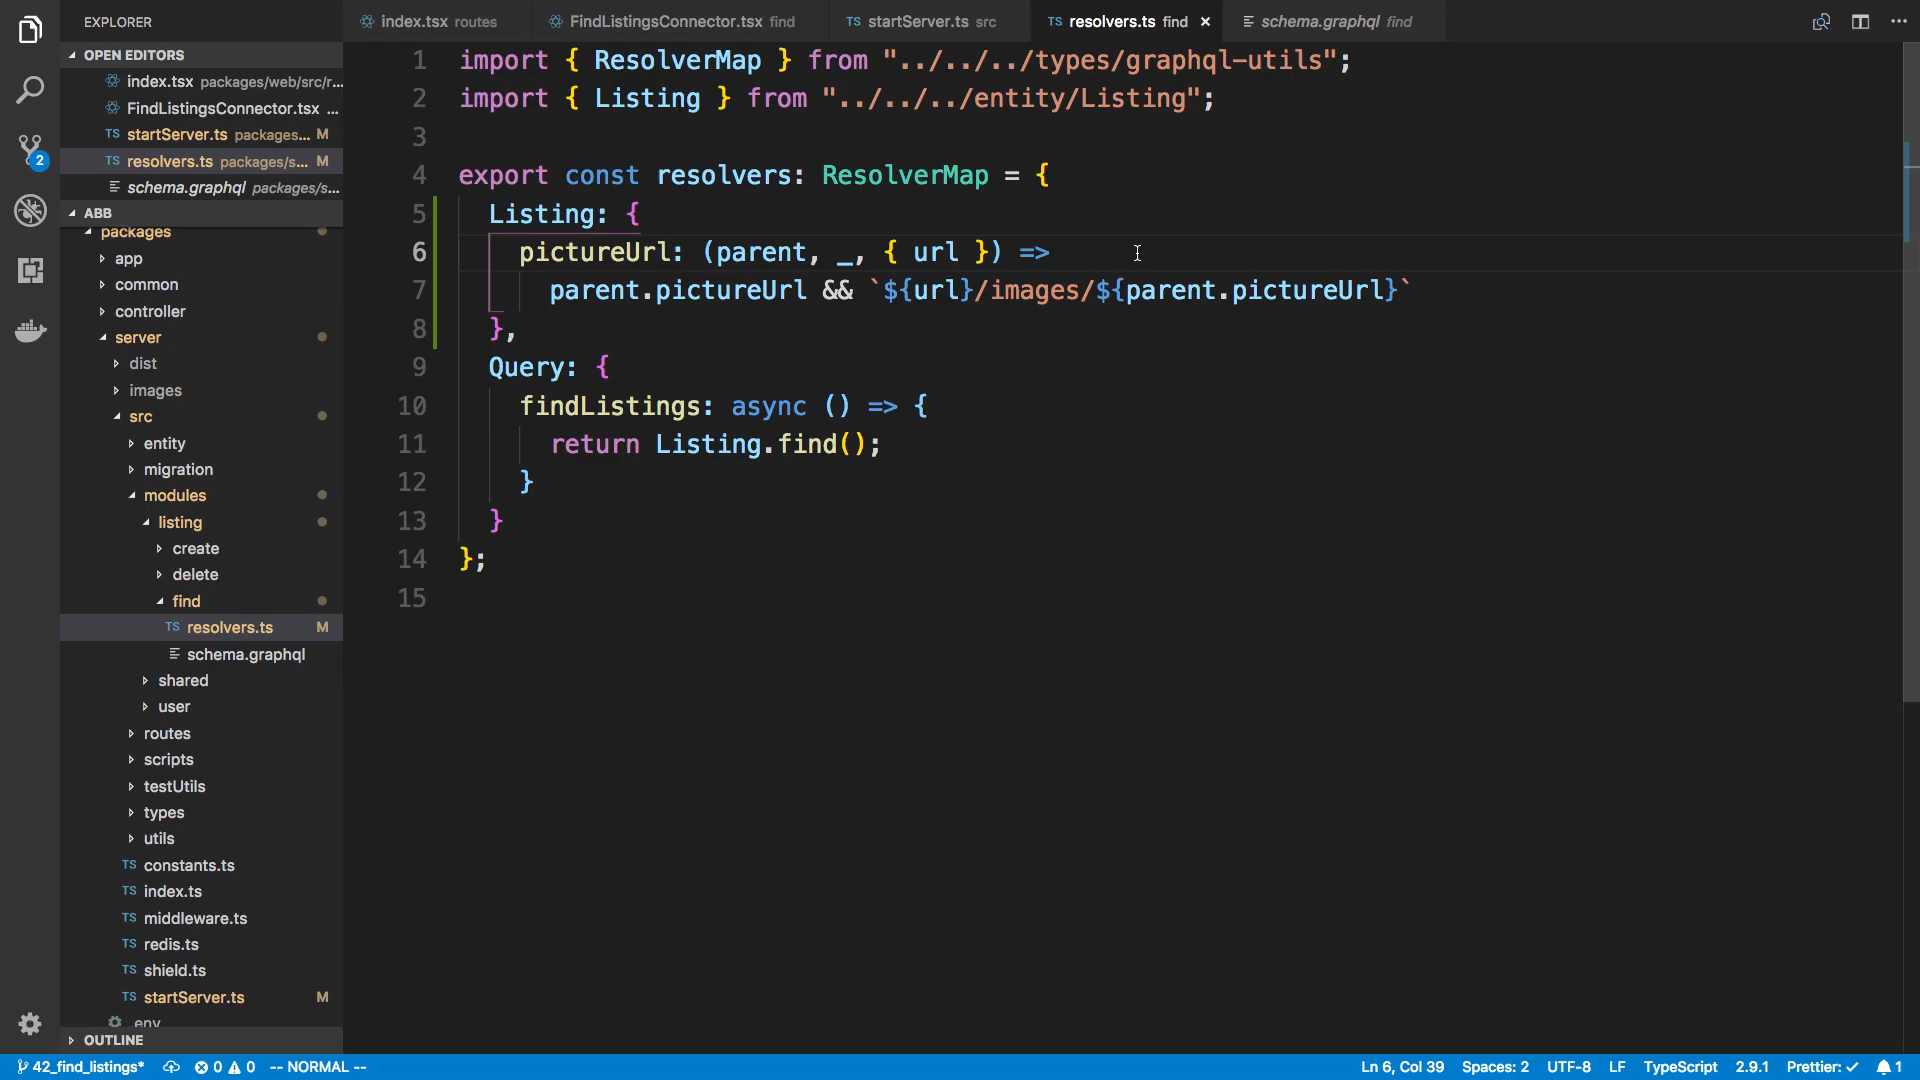 EXPLORER
OPEN EDITORS
index.tsx packages/web/src/r...
FindListingsConnector.tsx ...
TS startServer.ts packages... M
TS resolvers.ts packages/s... M
schema.graphql packages/s...
ABB
packages
app
common
controller
server
dist
images
src
entity
migration
modules
listing
create
delete
find
TS resolvers.ts M
schema.graphql
shared
user
routes
scripts
testUtils
types
utils
TS constants.ts
TS index.ts
TS middleware.ts
TS redis.ts
TS shield.ts
TS startServer.ts M
.env
OUTLINE
2
index.tsx routes
FindListingsConnector.tsx find
TS startServer.ts src
TS resolvers.ts find ×
schema.graphql find
1 import { ResolverMap } from "../../../types/graphql-utils";
2 import { Listing } from "../../../entity/Listing";
3
4 export const resolvers: ResolverMap = {
5 Listing: {
6 pictureUrl: (parent, _, { url }) =>
7 parent.pictureUrl && `${url}/images/${parent.pictureUrl}`
8 },
9 Query: {
10 findListings: async () => {
11 return Listing.find();
12 }
13 }
14 };
15
42_find_listings* 0 0 -- NORMAL -- Ln 6, Col 39 Spaces: 2 UTF-8 LF TypeScript 2.9.1 Prettier: ✓ 1